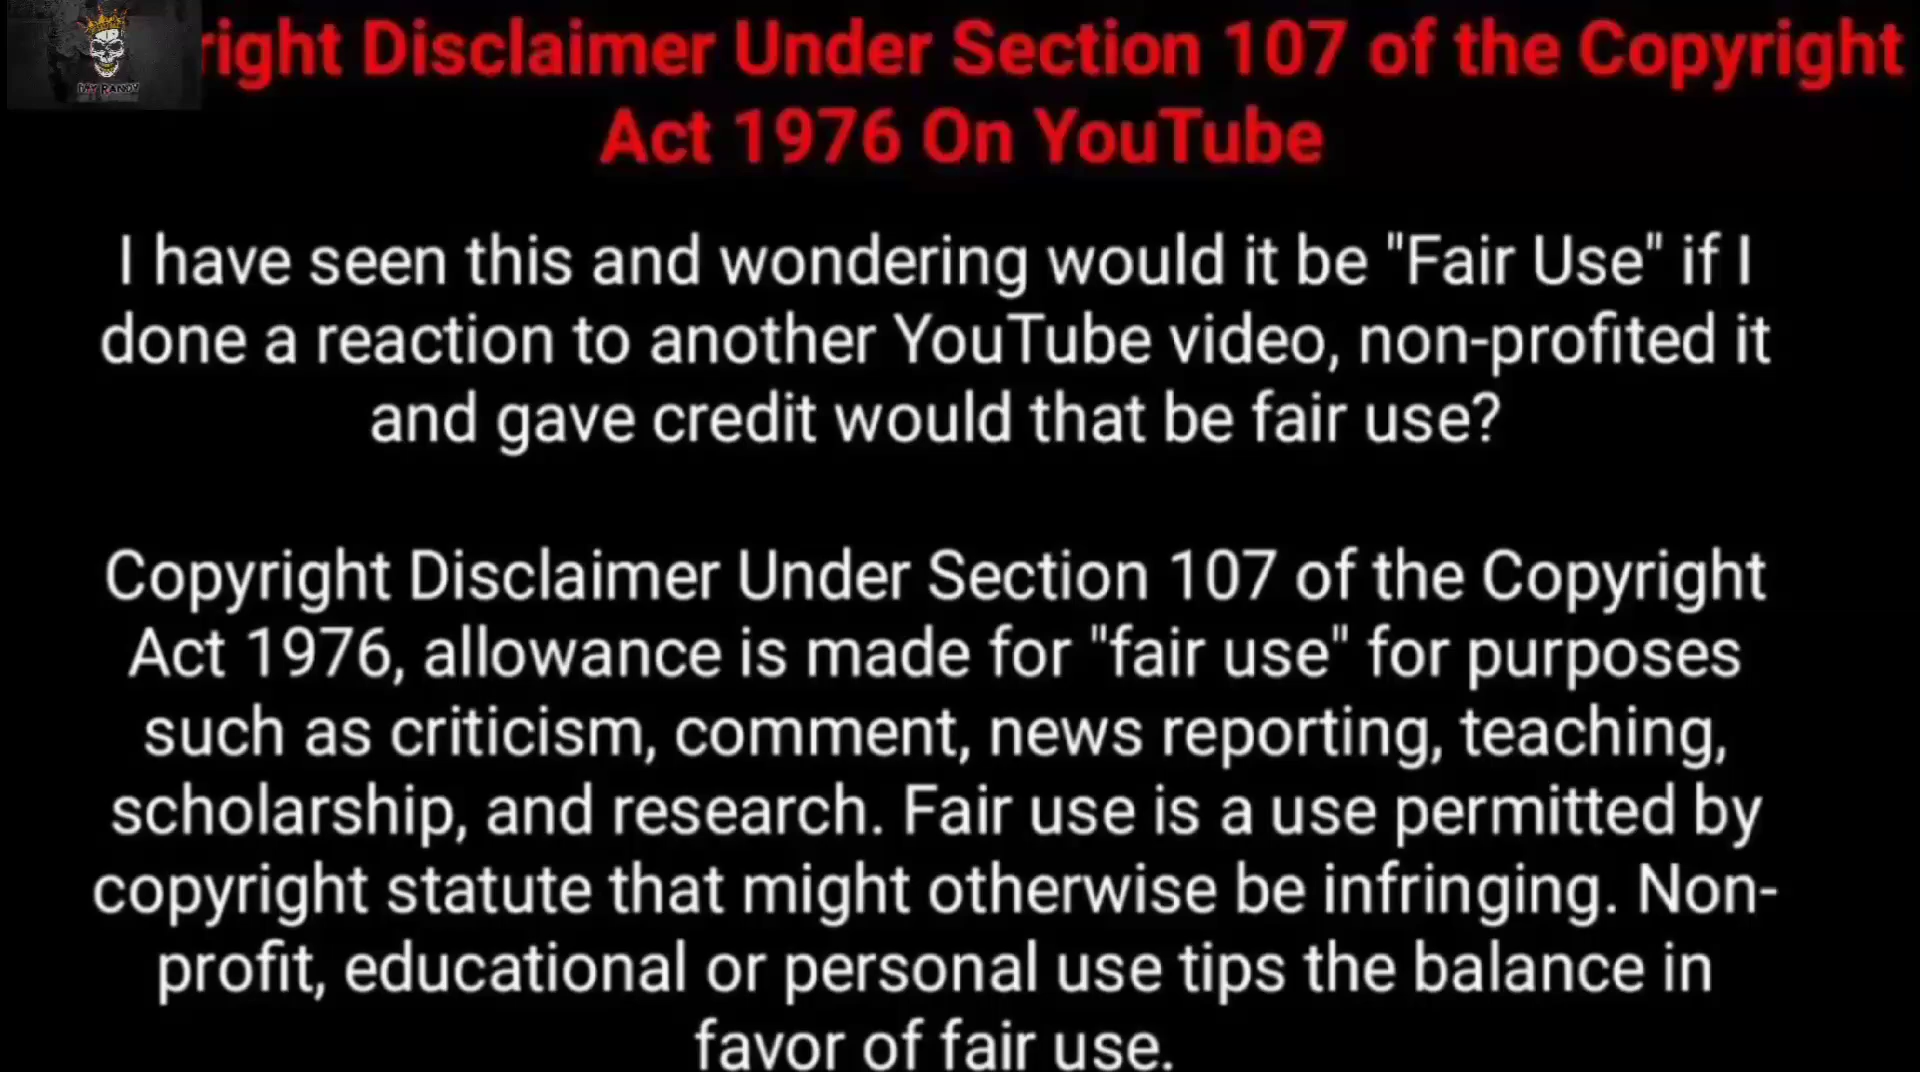 right Disclaimer Under Section 107 of the Copyright
Act 1976 On YouTube
I have seen this and wondering would it be "Fair Use" if I
done a reaction to another YouTube video, non-profited it
and gave credit would that be fair use?
Copyright Disclaimer Under Section 107 of the Copyright
Act 1976, allowance is made for "fair use" for purposes
such as criticism, comment, news reporting, teaching,
scholarship, and research. Fair use is a use permitted by
copyright statute that might otherwise be infringing. Non-
profit, educational or personal use tips the balance in
favor of fair use.